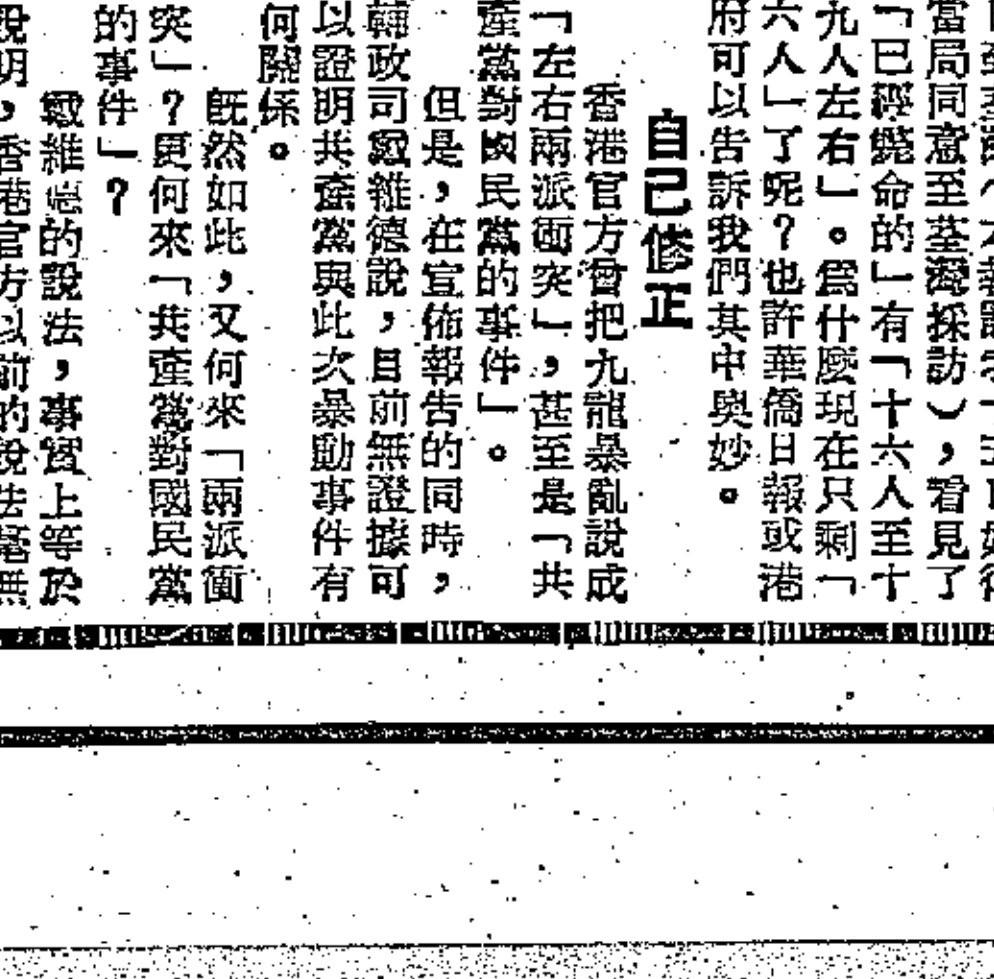 當局同意至荃灣採訪），看見了
「已經斃命的」有「十六人至十
九人左右」。爲什麽現在只剩「
六人」了呢？也許華僑日報或港
府可以告訴我們其中奧妙。
自己修正
香港官方曾把九龍暴亂說成
「左右兩派衝突」，甚至是「共
產黨對國民黨的事件」。
但是，在宣佈報告的同時，
輔政司戴維德說，目前無證據可
以證明共產黨與此次暴動事件有
何關係。
既然如此，又何來「兩派衝
突」？更何來「共產黨對國民黨
的事件」？
戴維德的說法，事實上等於
說明，香港官方以前的說法毫無